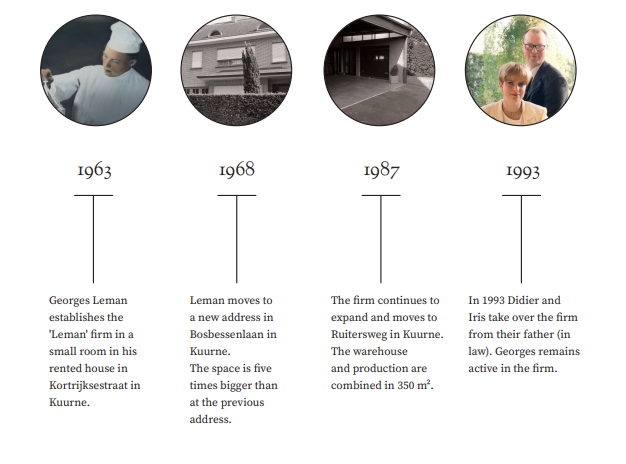 1963
1968
1987
1993
Georges Leman
establishes the
'Leman' firm in a
small room in his
rented house in
Kortrijksestraat in
Kuurne.
Leman moves to
a new address in
Bosbessenlaan in
Kuurne.
The space is five
times bigger than
at the previous
address.
The firm continues to
expand and moves to
Ruitersweg in Kuurne.
The warehouse
and production are
combined in 350 m².
In 1993 Didier and
Iris take over the firm
from their father (in
law). Georges remains
active in the firm.